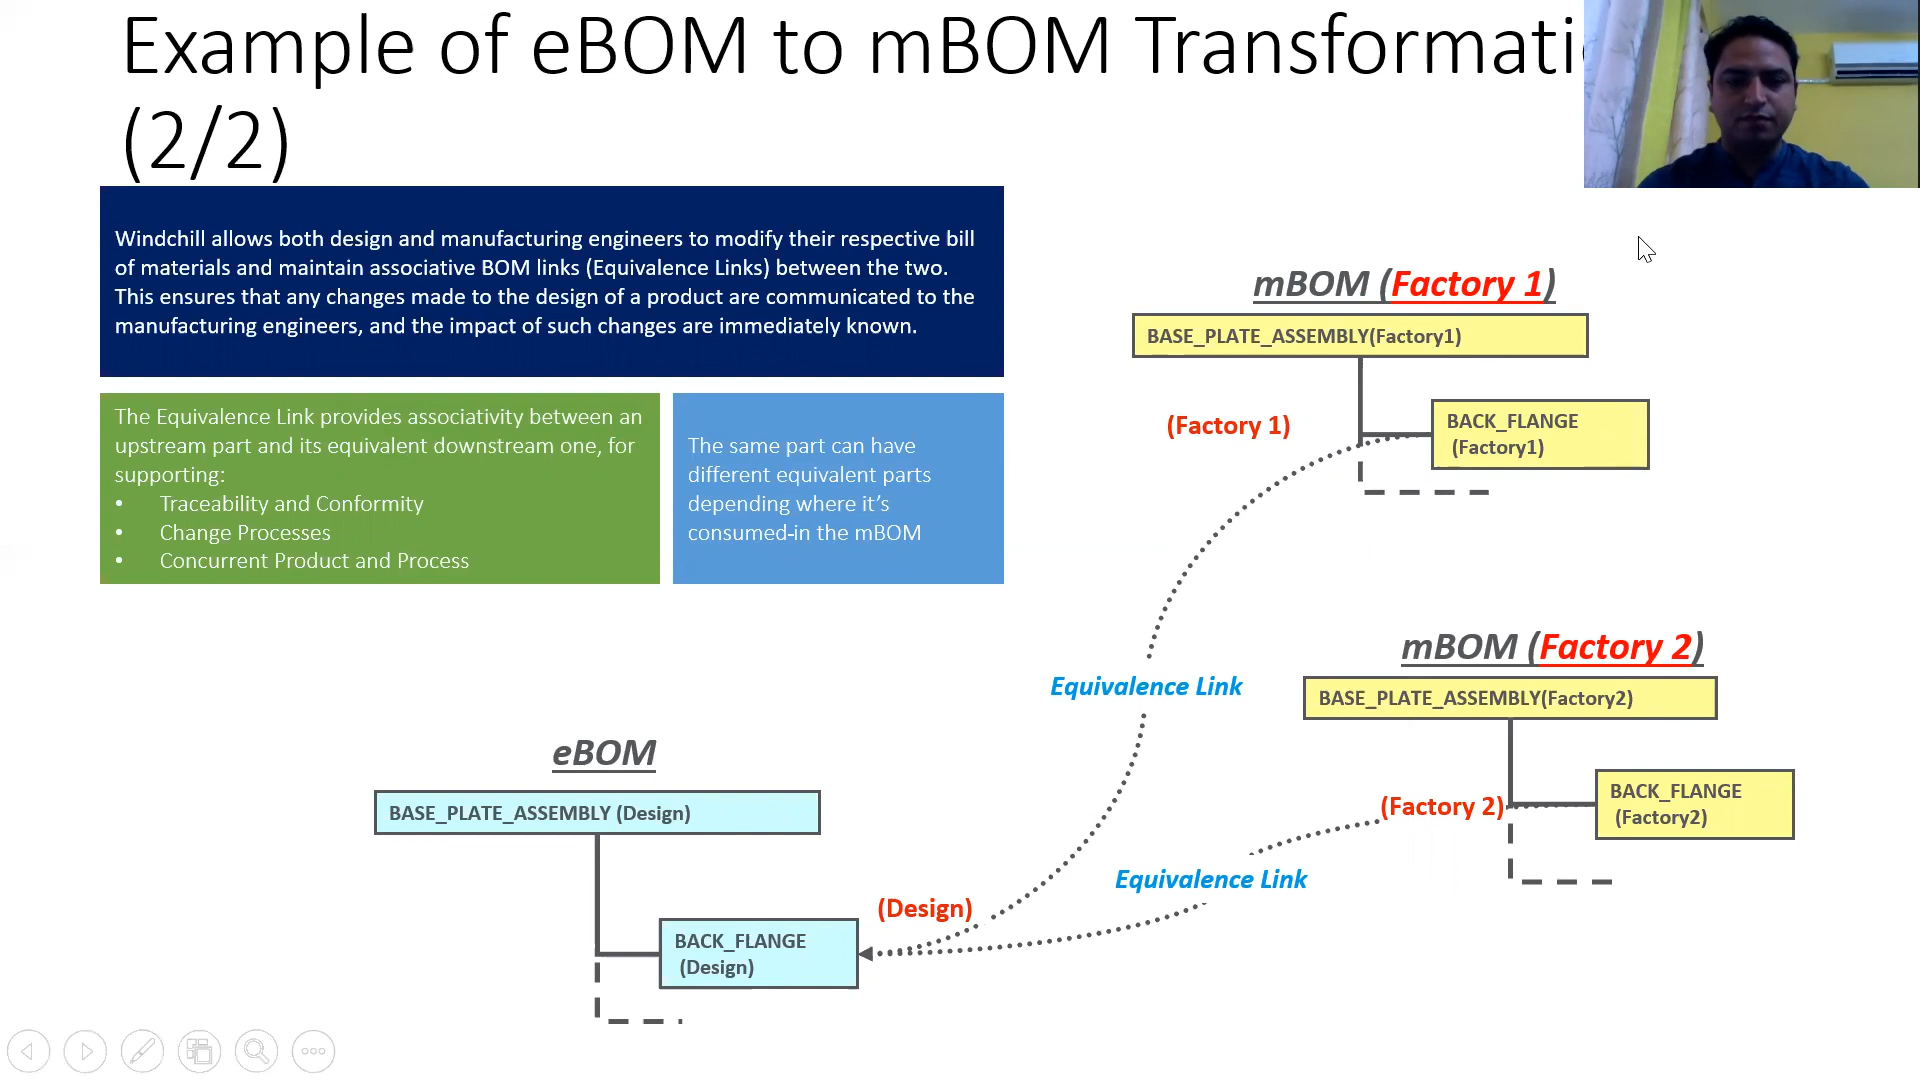 Example of eBOM to mBOM Transformati
(2/2)
Windchill allows both design and manufacturing engineers to modify their respective bill
of materials and maintain associative BOM links (Equivalence Links) between the two.
This ensures that any changes made to the design of a product are communicated to the
manufacturing engineers, and the impact of such changes are immediately known.
The Equivalence Link provides associativity between an
upstream part and its equivalent downstream one, for
supporting:
• Traceability and Conformity
• Change Processes
• Concurrent Product and Process
The same part can have
different equivalent parts
depending where it’s
consumed-in the mBOM
mBOM (Factory 1)
BASE_PLATE_ASSEMBLY(Factory1)
(Factory 1)
BACK_FLANGE
(Factory1)
Equivalence Link
mBOM (Factory 2)
BASE_PLATE_ASSEMBLY(Factory2)
(Factory 2)
BACK_FLANGE
(Factory2)
Equivalence Link
eBOM
BASE_PLATE_ASSEMBLY (Design)
(Design)
BACK_FLANGE
(Design)